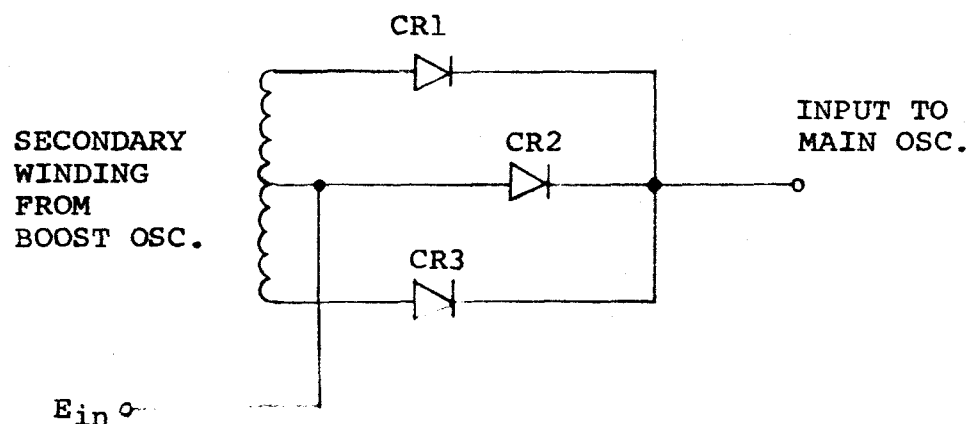 CR1
SECONDARY
WINDING
FROM
BOOST OSC.
CR2
INPUT TO
MAIN OSC.
CR3
Ein